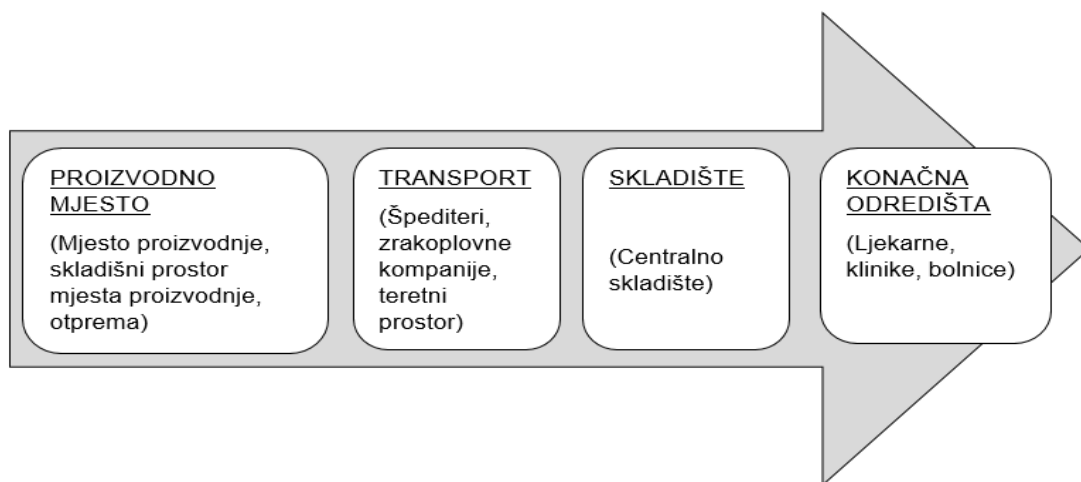 PROIZVODNO
MJESTO
(Mjesto proizvodnje,
skladišni prostor
mjesta proizvodnje,
otprema)
TRANSPORT
(Špediteri,
zrakoplovne
kompanije,
teretni
prostor)
SKLADIŠTE
(Centralno
skladište)
KONAČNA
ODREDIŠTA
(Ljekarne,
klinike, bolnice)